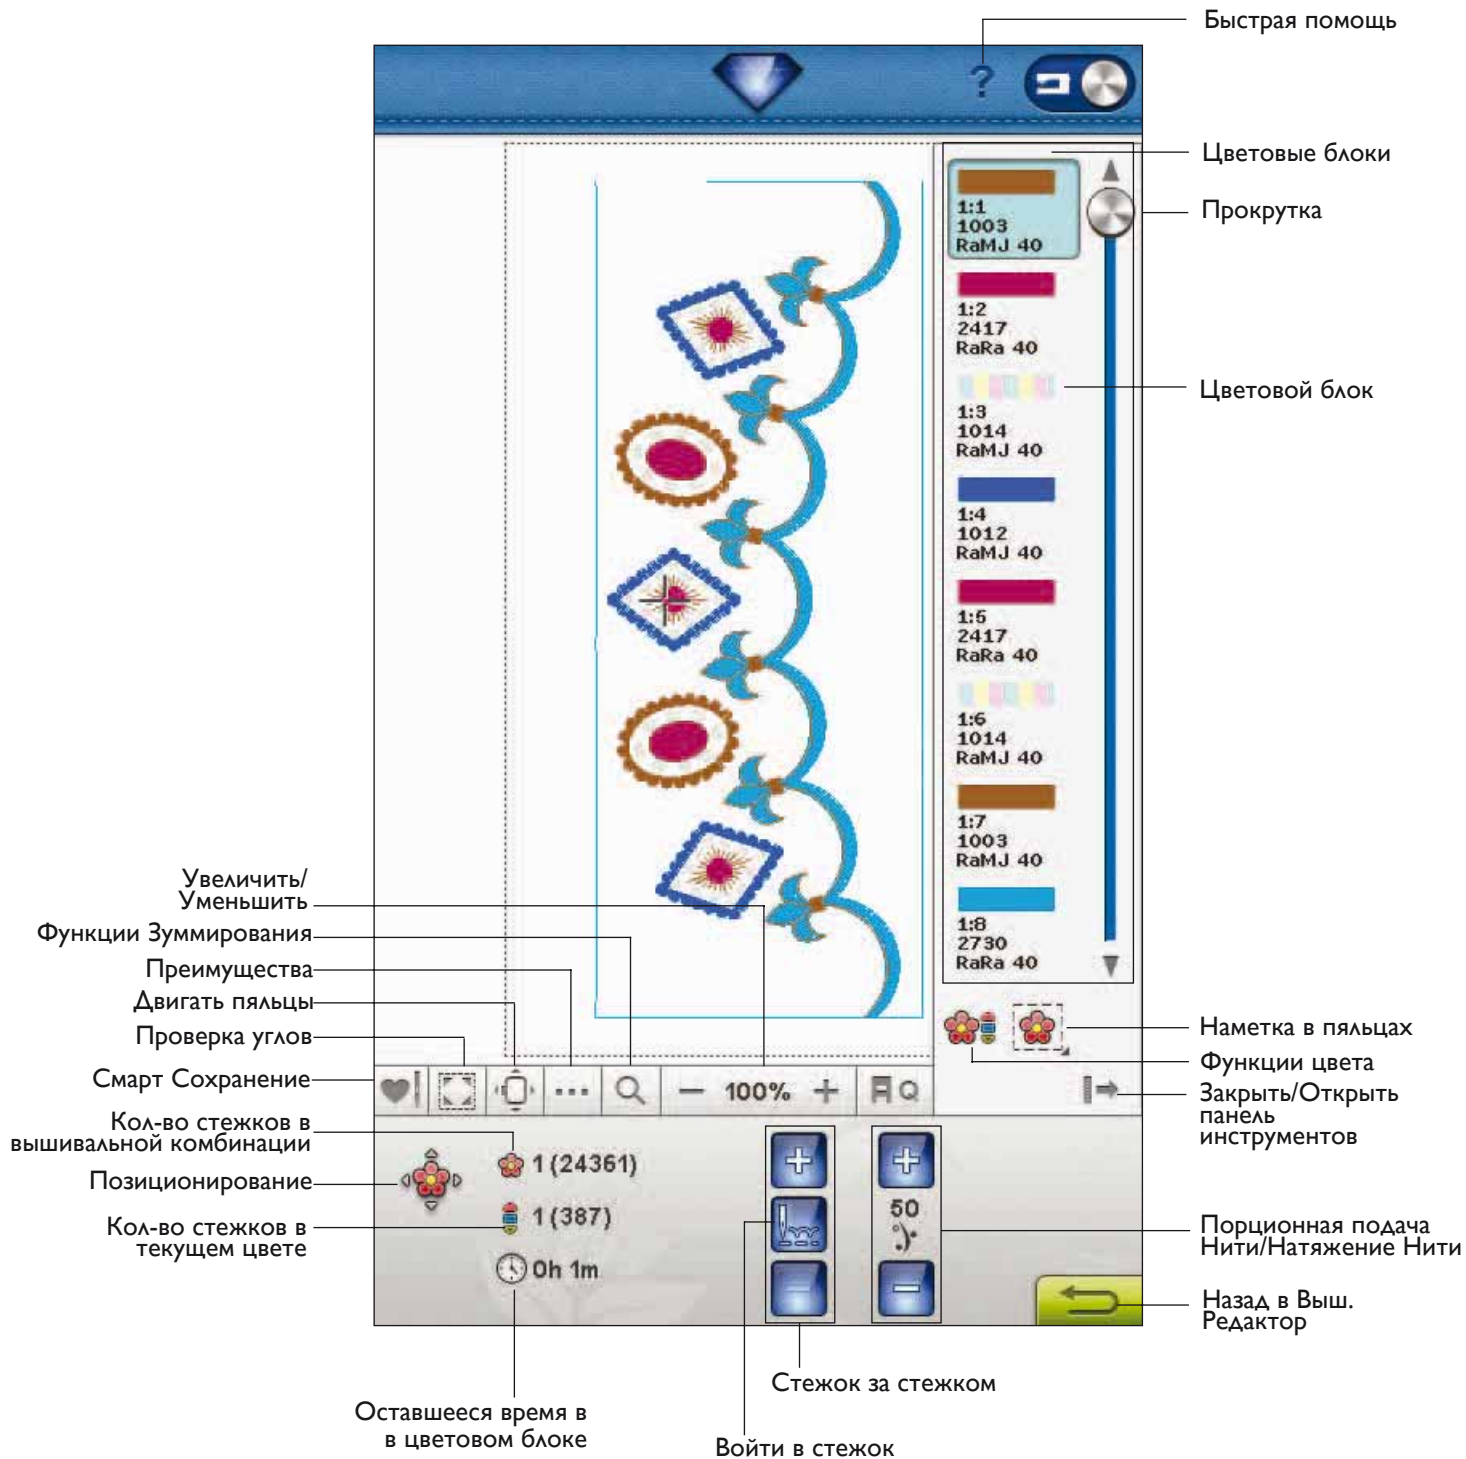 Быстрая помощь
?
Цветовые блоки
1:1
1003
RaMJ 40
Прокрутка
1:2
2417
RaRa 40
1:3
1014
RaMJ 40
Цветовой блок
1:4
1012
RaMJ 40
1:5
2417
RaRa 40
1:6
1014
RaMJ 40
1:7
1003
RaMJ 40
1:8
2730
RaRa 40
Увеличить/
Уменьшить
Функции Зуммирования
Преимущества
Двигать пяльцы
Проверка углов
Смарт Сохранение
Кол-во стежков в
вышивальной комбинации
Позиционирование
Кол-во стежков в
текущем цвете
— 100% +
Наметка в пяльцах
Функции цвета
Закрыть/Открыть
панель
инструментов
1 (24361)
1 (387)
0h 1m
50
Порционная подача
Нити/Натяжение Нити
Назад в Выш.
Редактор
Стежок за стежком
Оставшееся время в
в цветовом блоке
Войти в стежок